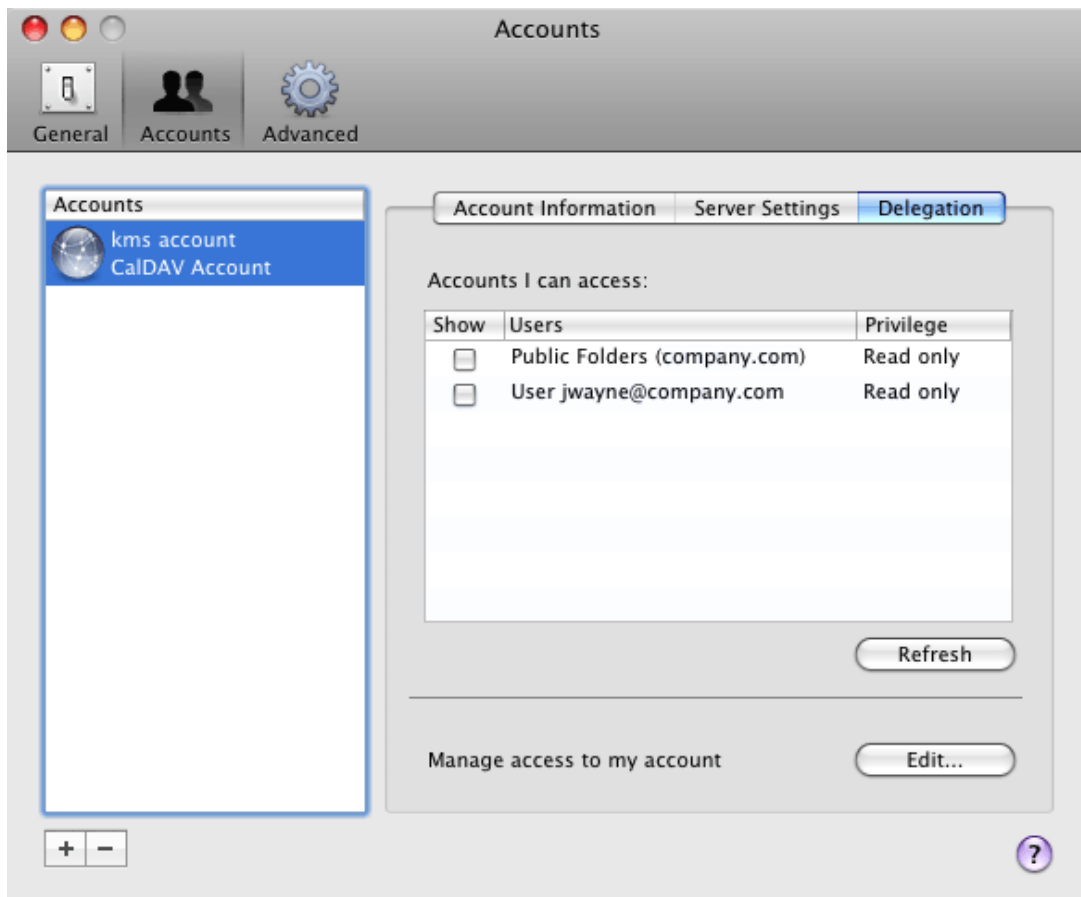 Accounts
General Accounts Advanced
Accounts
kms account
CalDAV Account
Account Information Server Settings Delegation
Accounts I can access:
Show Users Privilege
Public Folders (company.com) Read only
User jwayne@company.com Read only
Refresh
Manage access to my account Edit...
+ −
?